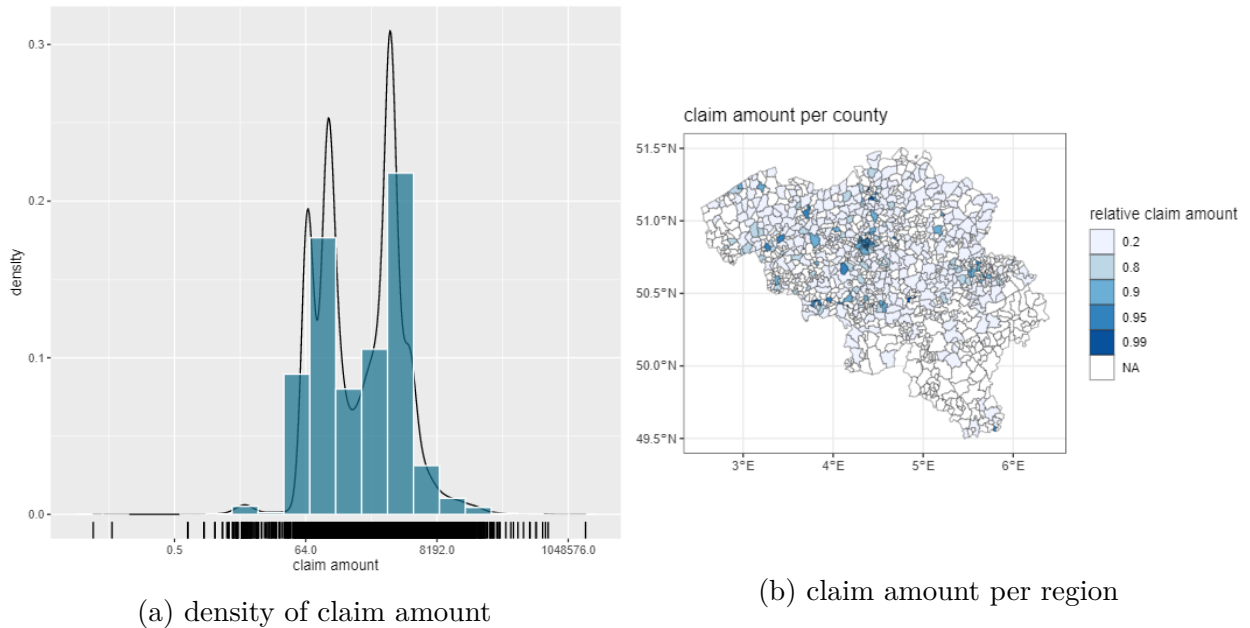 0.3
0.2
0.1
0.0
density
0.5
64.0
8192.0
1048576.0
claim amount
(a) density of claim amount
claim amount per county
51.5°N
51.0°N
50.5°N
50.0°N
49.5°N
3°E
4°E
5°E
6°E
relative claim amount
0.2
0.8
0.9
0.95
0.99
NA
(b) claim amount per region